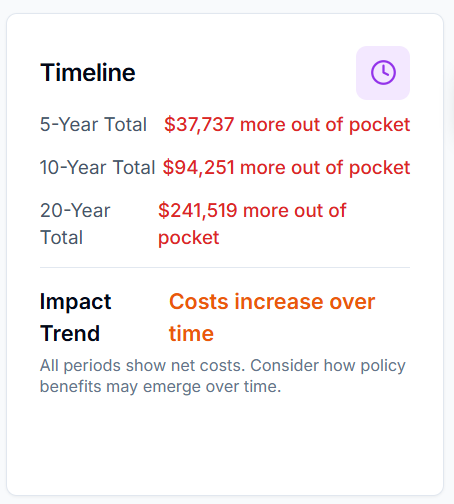 Timeline
5-Year Total $37,737 more out of pocket
10-Year Total $94,251 more out of pocket
20-Year Total $241,519 more out of pocket
Impact Trend Costs increase over time
All periods show net costs. Consider how policy
benefits may emerge over time.